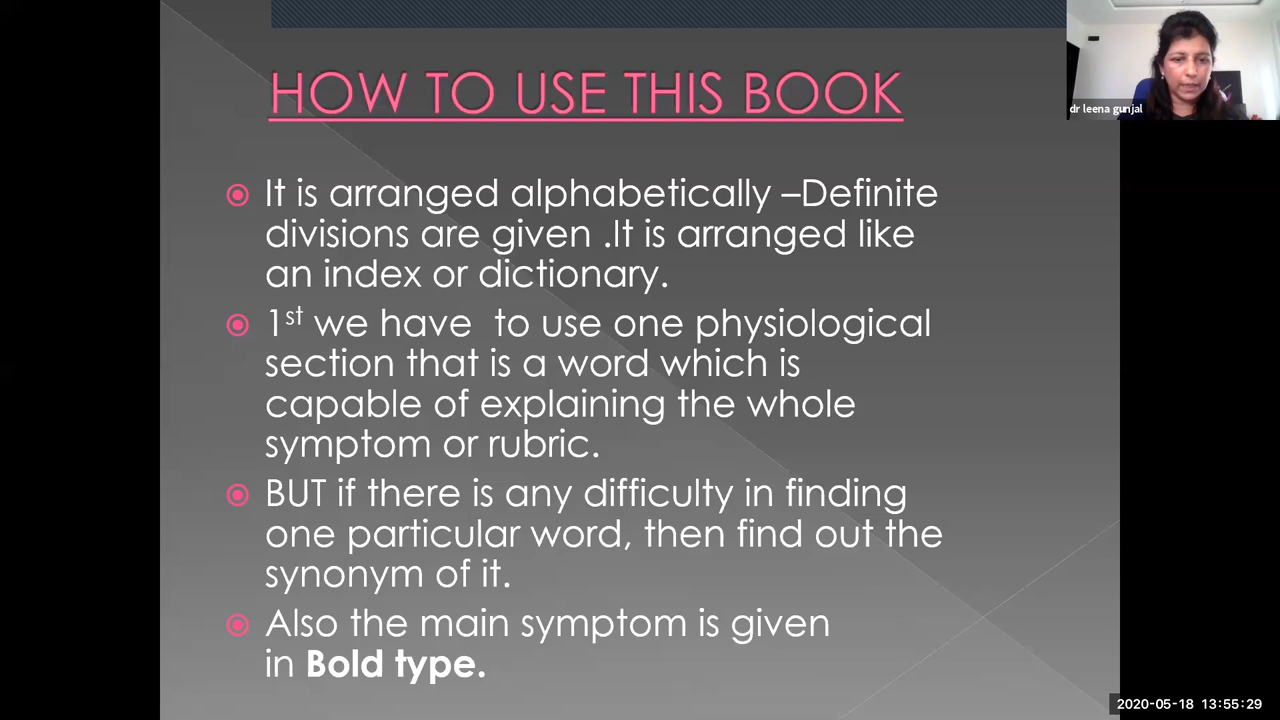 HOW TO USE THIS BOOK
dr leena gunjal
It is arranged alphabetically –Definite
divisions are given .It is arranged like
an index or dictionary.
1st we have  to use one physiological
section that is a word which is
capable of explaining the whole
symptom or rubric.
BUT if there is any difficulty in finding
one particular word, then find out the
synonym of it.
Also the main symptom is given
in Bold type.
2020-05-18 13:55:29